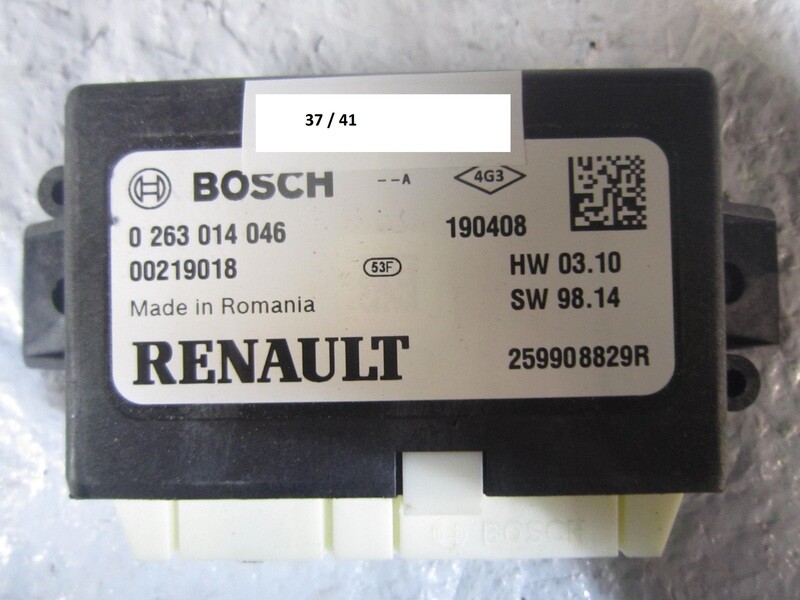 37 / 41
BOSCH --A 4G3
0 263 014 046 190408
00219018 53F HW 03.10
Made in Romania SW 98.14
RENAULT 259908829R
BOSCH